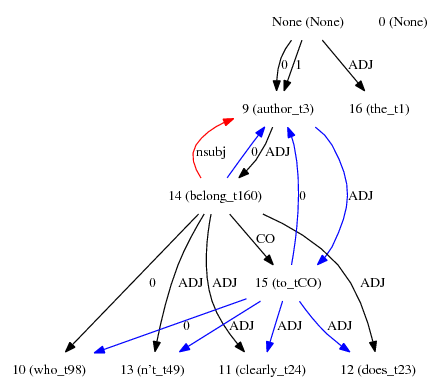 None (None) 0 (None)
0 1 ADJ
9 (author_t3) 16 (the_t1)
nsubj 0 ADJ
14 (belong_t160) 0 ADJ
CO
15 (to_tCO)
0 ADJ ADJ ADJ
0 ADJ ADJ ADJ
10 (who_t98) 13 (n't_t49) 11 (clearly_t24) 12 (does_t23)